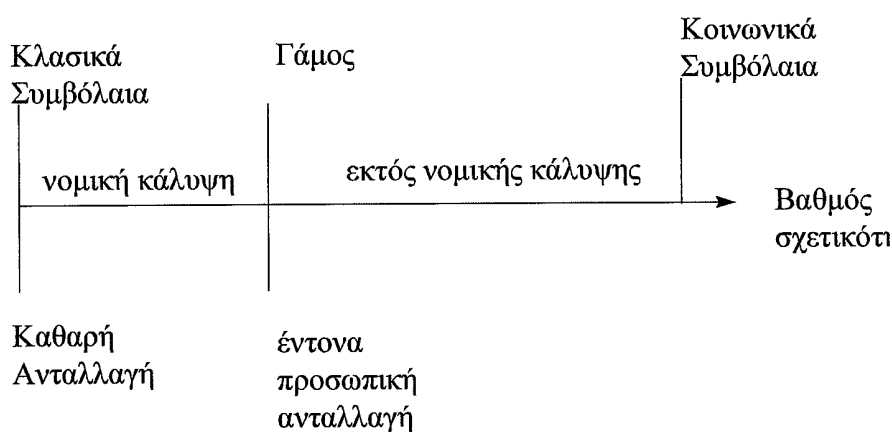 Κλασικά
Συμβόλαια
Γάμος
Κοινωνικά
Συμβόλαια
νομική κάλυψη
εκτός νομικής κάλυψης
Βαθμός
Καθαρή
Ανταλλαγή
έντονα
προσωπική
ανταλλαγή